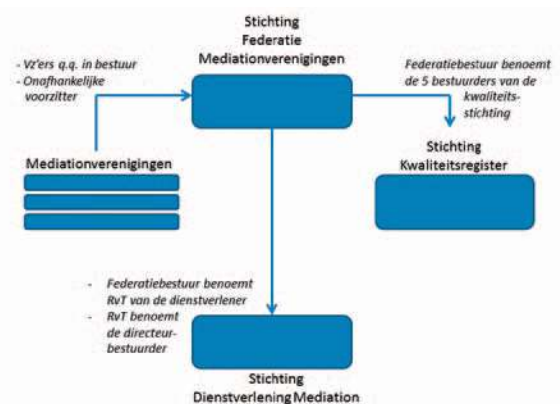 Stichting
Federatie
Mediationverenigingen
- Vz'ers q.q. in bestuur
- Onafhankelijke
voorzitter
Federatiebestuur benoemt
de 5 bestuurders van de
kwaliteits-
stichting
Mediationverenigingen
Stichting
Kwaliteitsregister
- Federatiebestuur benoemt
RvT van de dienstverlener
- RvT benoemt
de directeur-
bestuurder
Stichting
Dienstverlening Mediation